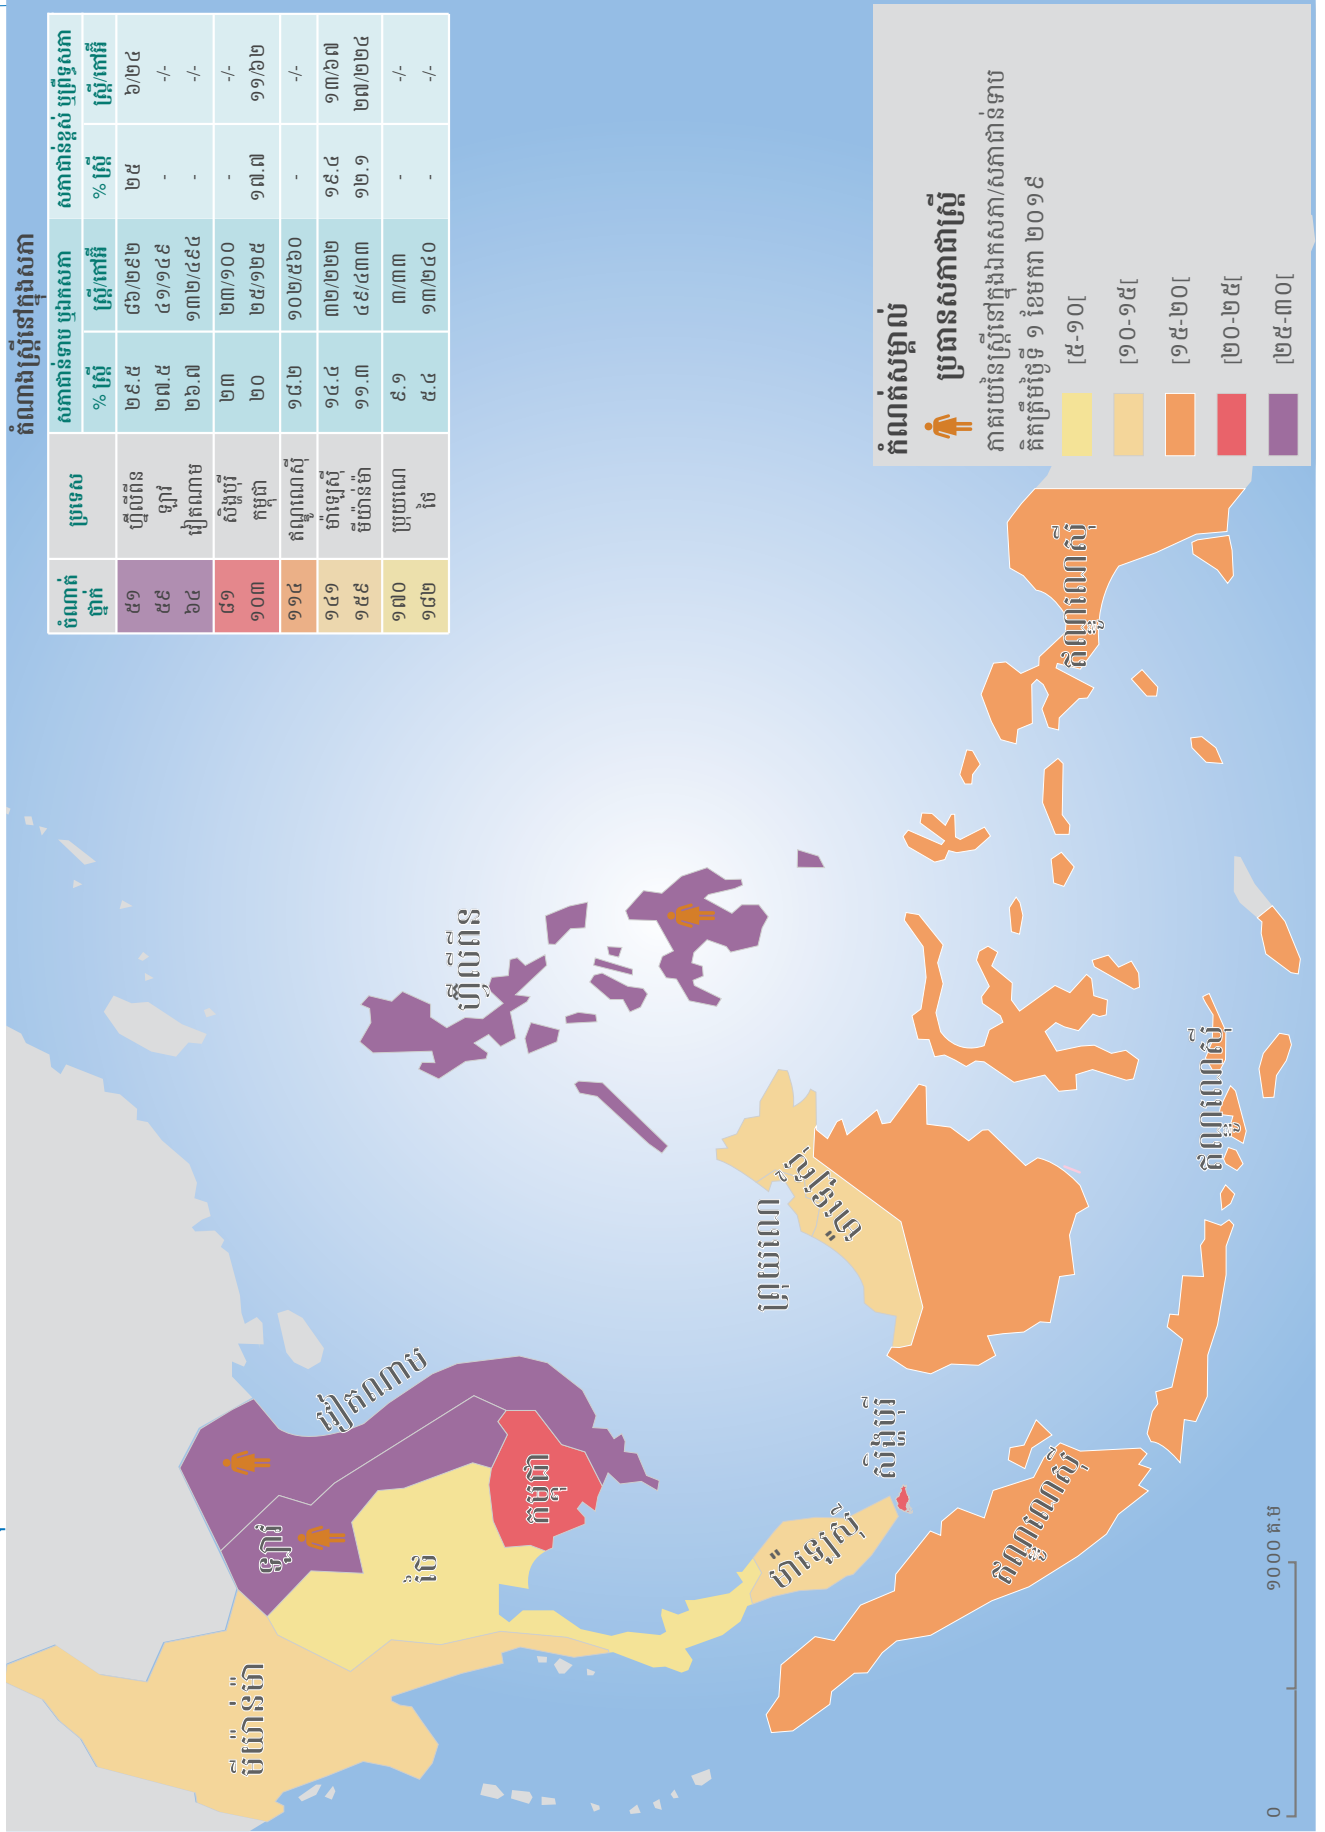 តំណាងស្ត្រីនៅក្នុងសភា
ចំណាត់ថ្នាក់ ប្រទេស សភាជាន់ទាប ឬឯកសភា សភាជាន់ខ្ពស់ ឬព្រឹទ្ធសភា
% ស្ត្រី ស្ត្រី/កៅអី % ស្ត្រី ស្ត្រី/កៅអី
៥១ ហ្វីលីពីន ២៩.៥ ៨៦/២៩២ ២៥ ៦/២៤
៥៩ ឡាវ ២៧.៥ ៤១/១៤៩ - -/-
៦៤ វៀតណាម ២៦.៧ ១៣២/៤៩៤ - -/-
៨១ សិង្ហបុរី ២៣ ២៣/១០០ - -/-
១០៣ កម្ពុជា ២០ ២៥/១២៥ ១៧.៧ ១១/៦២
១១៤ ឥណ្ឌូណេស៊ី ១៨.២ ១០២/៥៦០ - -/-
១៤១ ម៉ាឡេស៊ី ១៤.៤ ៣២/២២២ ១៩.៤ ១៣/៦៧
១៥៩ មីយ៉ាន់ម៉ា ១១.៣ ៤៩/៤៣៣ ១២.១ ២៧/២២៤
១៧០ ប្រុយណេ ៩.១ ៣/៣៣ - -/-
១៨២ ថៃ ៥.៤ ១៣/២៤០ - -/-
មីយ៉ាន់ម៉ា
ឡាវ
វៀតណាម
ថៃ
ហ្វីលីពីន
កម្ពុជា
ប្រុយណេ
ម៉ាឡេស៊ី
ម៉ាឡេស៊ី
សិង្ហបុរី
ឥណ្ឌូណេស៊ី
ឥណ្ឌូណេស៊ី
ឥណ្ឌូណេស៊ី
កំណត់សម្គាល់
ប្រធានសភាជាស្ត្រី
ភាគរយនៃស្ត្រីនៅក្នុងឯកសភា/សភាជាន់ទាប
គិតត្រឹមថ្ងៃទី ១ ខែមករា ២០១៩
[៥-១០[
[១០-១៥[
[១៥-២០[
[២០-២៥[
[២៥-៣០[
0 ១០០០ គ.ម